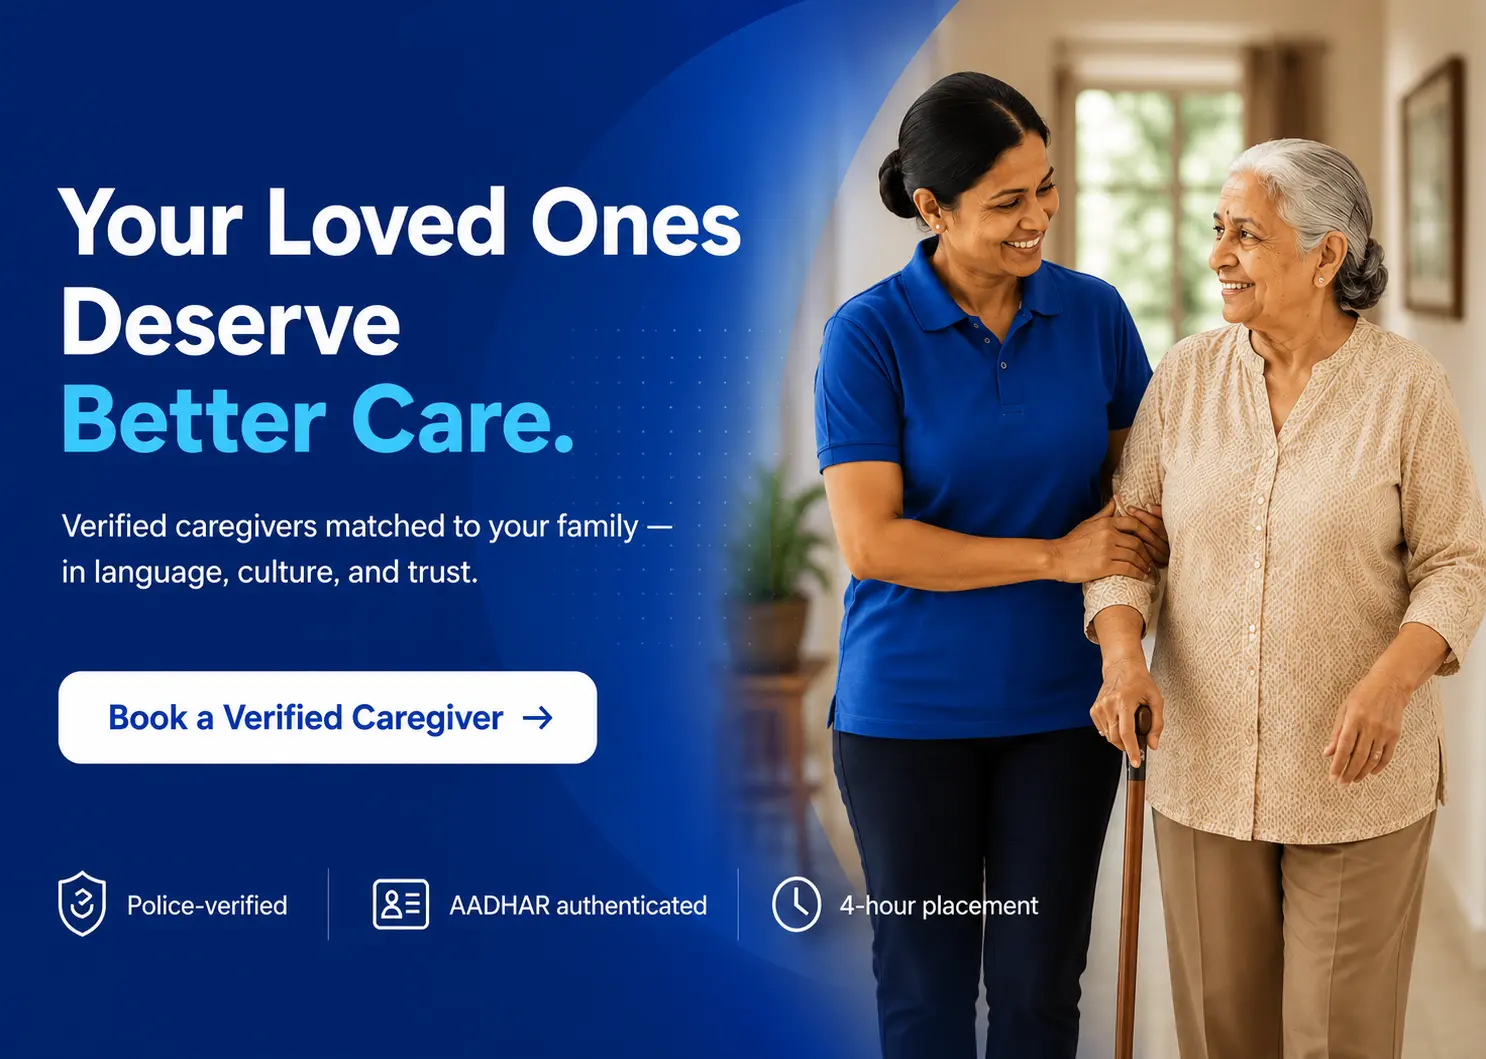 Your Loved Ones
Deserve
Better Care.
Verified caregivers matched to your family —
in language, culture, and trust.
Book a Verified Caregiver →
Police-verified
AADHAR authenticated
4-hour placement